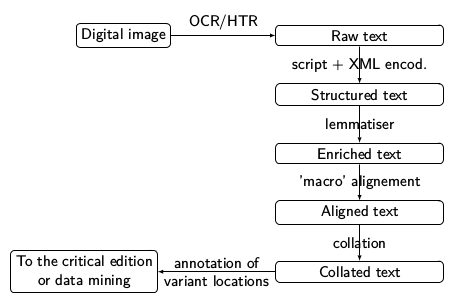 OCR/HTR
Digital image
Raw text
script + XML encod.
Structured text
lemmatiser
Enriched text
'macro' alignement
Aligned text
collation
Collated text
annotation of
variant locations
To the critical edition
or data mining